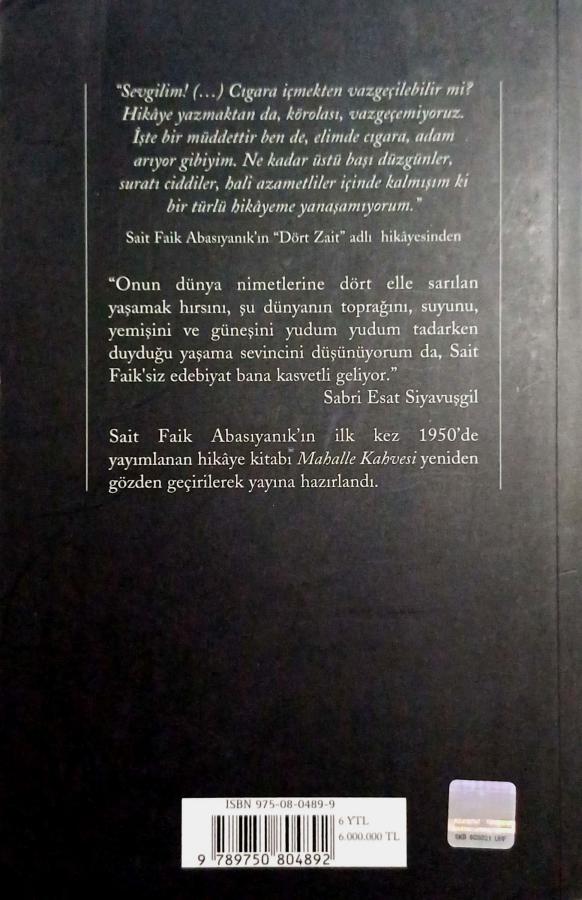 “Sevgilim! (...) Cıgara içmekten vazgeçilebilir mi?
Hikâye yazmaktan da, körolası, vazgeçemiyoruz.
İşte bir müddettir ben de, elimde cıgara, adam
arıyor gibiyim. Ne kadar üstü başı düzgünler,
suratı ciddiler, hali azametliler içinde kalmışım ki
bir türlü hikâyeme yanaşamıyorum.”
Sait Faik Abasıyanık'ın “Dört Zait” adlı hikâyesinden
“Onun dünya nimetlerine dört elle sarılan
yaşamak hırsını, şu dünyanın toprağını, suyunu,
yemişini ve güneşini yudum yudum tadarken
duyduğu yaşama sevincini düşünüyorum da, Sait
Faik'siz edebiyat bana kasvetli geliyor.”
Sabri Esat Siyavuşgil
Sait Faik Abasıyanık'ın ilk kez 1950'de
yayımlanan hikâye kitabı Mahalle Kahvesi yeniden
gözden geçirilerek yayına hazırlandı.
ISBN 975-08-0489-9
6 YTL
6.000.000 TL
9 789750 804892